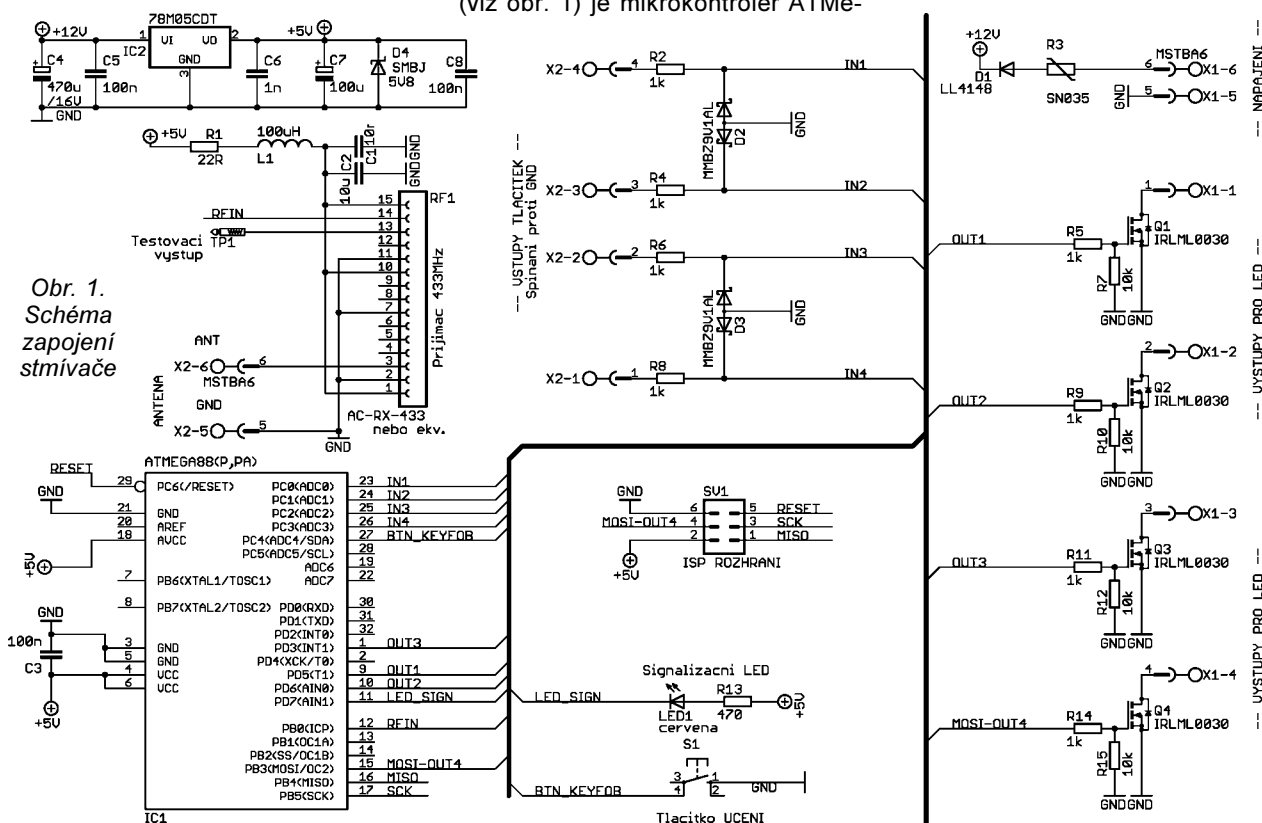 (viz obr. 1) je mikrokontrolér ATMe-
78M05CDT
+12V
1 VI VO 2
IC2
GND
3
+5V
C4
470u
/16V
C5
100n
C6
1n
C7
100u
D4
SMBJ
5V8
C8
100n
GND
+5V
R1
22R
100uH
L1
C1 10n
C2
10u
GND
GND
RF1
15
14
13
12
11
10
9
8
7
6
5
4
3
2
1
RFIN
Testovaci
vystup
TP1
Prijimac 433MHz
AC-RX-433
nebo ekv.
Obr. 1.
Schéma
zapojení
stmívače
ANT
X2-6 6
MSTBA6
ANTENA
GND
X2-5 5
GND
-- VSTUPY TLACITEK --
Spinani proti GND
X2-4 4 R2 IN1
1k
MMBZ9V1AL
D2
GND
X2-3 3 R4 IN2
1k
X2-2 2 R6 IN3
1k
MMBZ9V1AL
D3
GND
X2-1 1 R8 IN4
1k
+12V
D1
LL4148
R3
SN035
MSTBA6
6 X1-6
GND 5 X1-5
-- NAPAJENI --
1 X1-1
OUT1
R5
1k
R7
10k
Q1
IRLML0030
GND GND
-- VYSTUPY PRO LED --
2 X1-2
OUT2
R9
1k
R10
10k
Q2
IRLML0030
GND GND
3 X1-3
OUT3
R11
1k
R12
10k
Q3
IRLML0030
GND GND
-- VYSTUPY PRO LED --
4 X1-4
MOSI-OUT4
R14
1k
R15
10k
Q4
IRLML0030
GND GND
ATMEGA88(P,PA)
RESET 29 PC6(/RESET)
GND 21 GND
20 AREF
18 AVCC
+5V
7 PB6(XTAL1/TOSC1)
8 PB7(XTAL2/TOSC2)
GND
100n
C3
3 GND
5 GND
4 VCC
6 VCC
+5V
PC0(ADC0) 23 IN1
PC1(ADC1) 24 IN2
PC2(ADC2) 25 IN3
PC3(ADC3) 26 IN4
PC4(ADC4/SDA) 27 BTN_KEYFOB
PC5(ADC5/SCL) 28
ADC6 19
ADC7 22
PD0(RXD) 30
PD1(TXD) 31
PD2(INT0) 32
PD3(INT1) 1 OUT3
PD4(XCK/T0) 2
PD5(T1) 9 OUT1
PD6(AIN0) 10 OUT2
PD7(AIN1) 11 LED_SIGN
PB0(ICP) 12 RFIN
PB1(OC1A) 13
PB2(SS/OC1B) 14
PB3(MOSI/OC2) 15 MOSI-OUT4
PB4(MISO) 16 MISO
PB5(SCK) 17 SCK
IC1
GND
SV1
6 5 RESET
MOSI-OUT4 4 3 SCK
2 1 MISO
+5V
ISP ROZHRANI
Signalizacni LED
LED_SIGN
LED1
cervena
R13
470
+5V
S1
BTN_KEYFOB
3 1
4 2
GND
Tlacitko UCENI